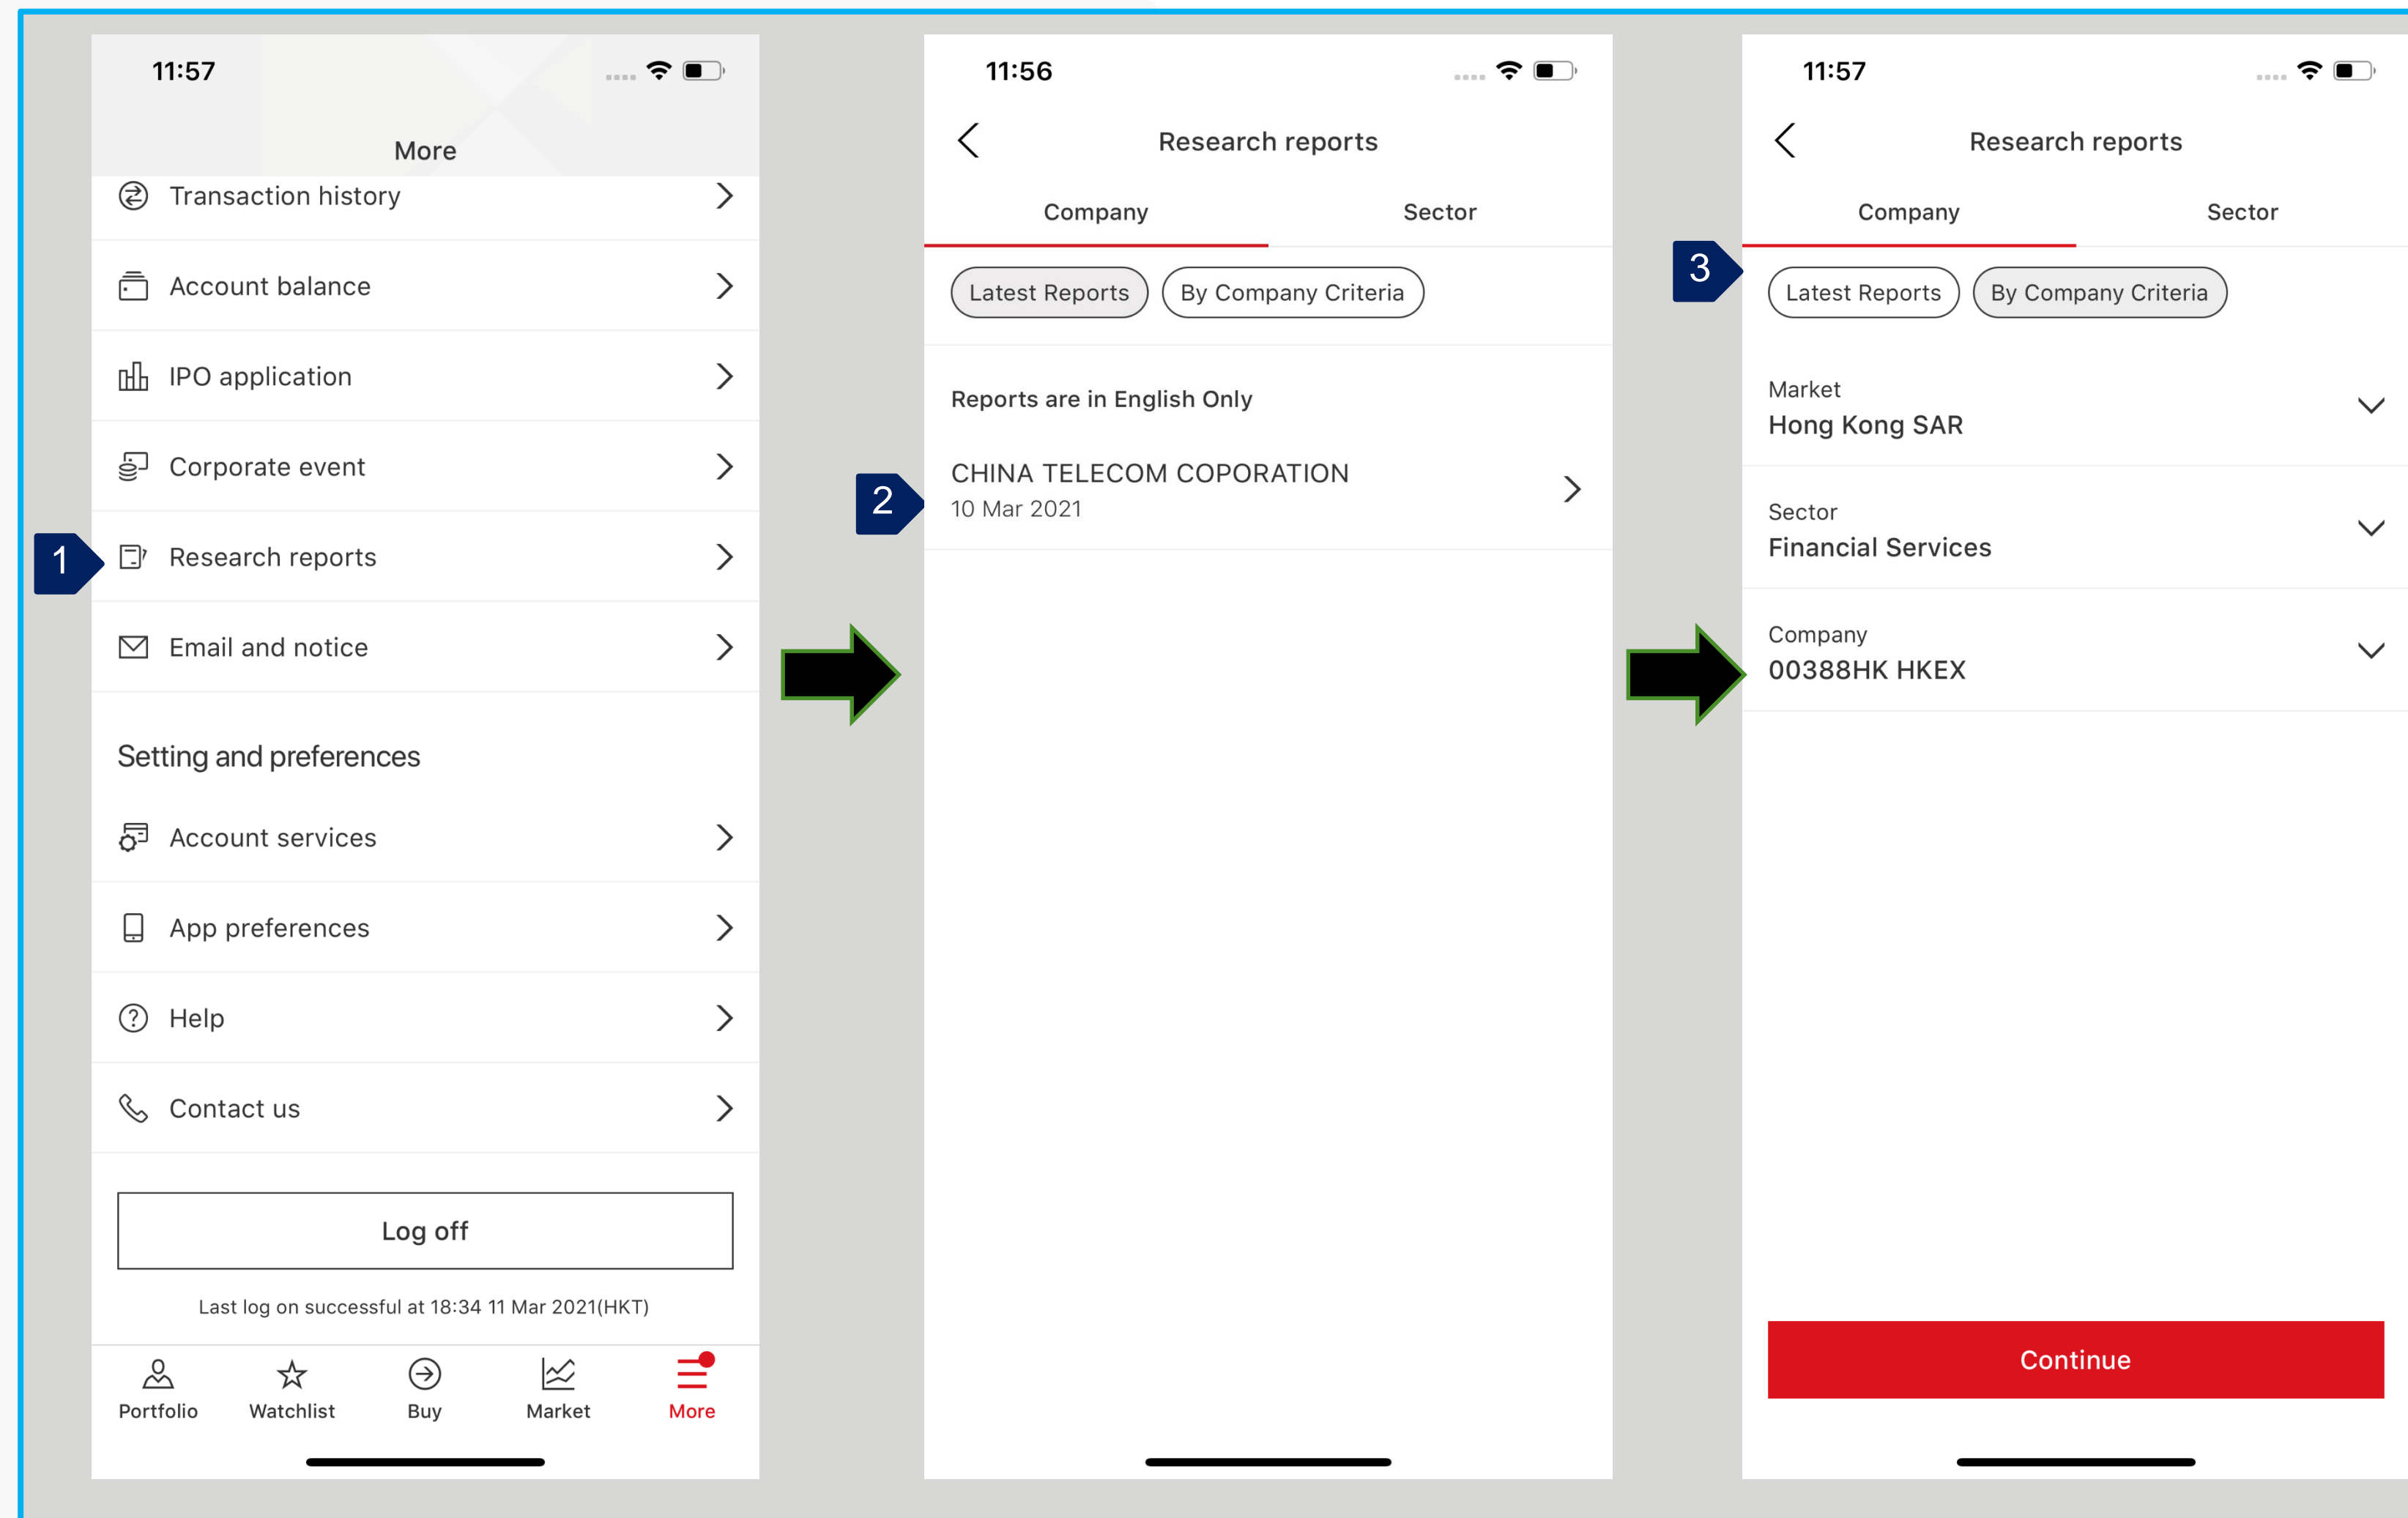 11:57
More
Transaction history
Account balance
IPO application
Corporate event
1
Research reports
Email and notice
Setting and preferences
Account services
App preferences
Help
Contact us
Log off
Last log on successful at 18:34 11 Mar 2021(HKT)
Portfolio
Watchlist
Buy
Market
More
11:56
Research reports
Company
Sector
Latest Reports
By Company Criteria
Reports are in English Only
2
CHINA TELECOM COPORATION
10 Mar 2021
11:57
Research reports
Company
Sector
3
Latest Reports
By Company Criteria
Market
Hong Kong SAR
Sector
Financial Services
Company
00388HK HKEX
Continue